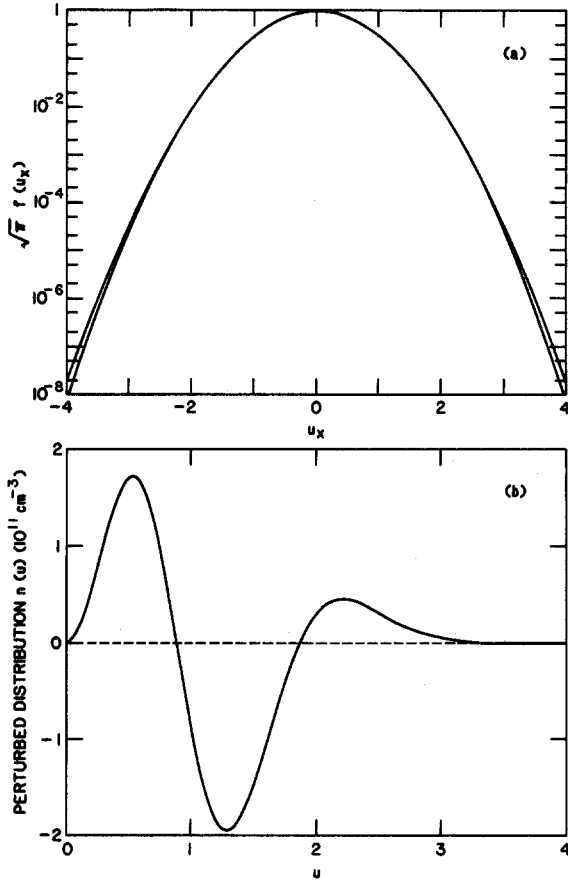 1
(a)
10⁻²
10⁻⁴
√π f (uₓ)
10⁻⁶
10⁻⁸
-4 -2 0 2 4
uₓ
2
(b)
1
0
-1
-2
PERTURBED DISTRIBUTION n (u) (10¹¹ cm⁻³)
0 1 2 3 4
u